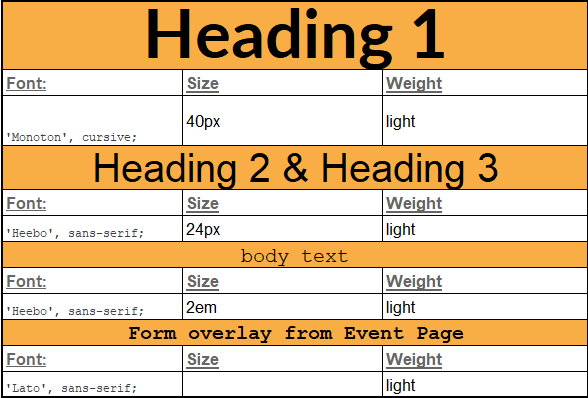 Heading 1
Font: Size Weight
'Monoton', cursive; 40px light
Heading 2 & Heading 3
Font: Size Weight
'Heebo', sans-serif; 24px light
body text
Font: Size Weight
'Heebo', sans-serif; 2em light
Form overlay from Event Page
Font: Size Weight
'Lato', sans-serif; light